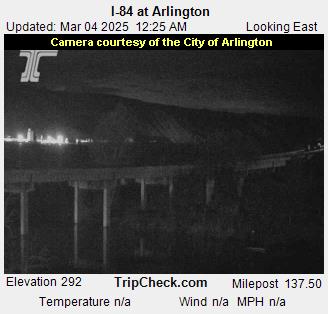 I-84 at Arlington
Updated: Mar 04 2025 12:25 AM Looking East
Camera courtesy of the City of Arlington
Elevation 292 TripCheck.com Milepost 137.50
Temperature n/a Wind n/a MPH n/a